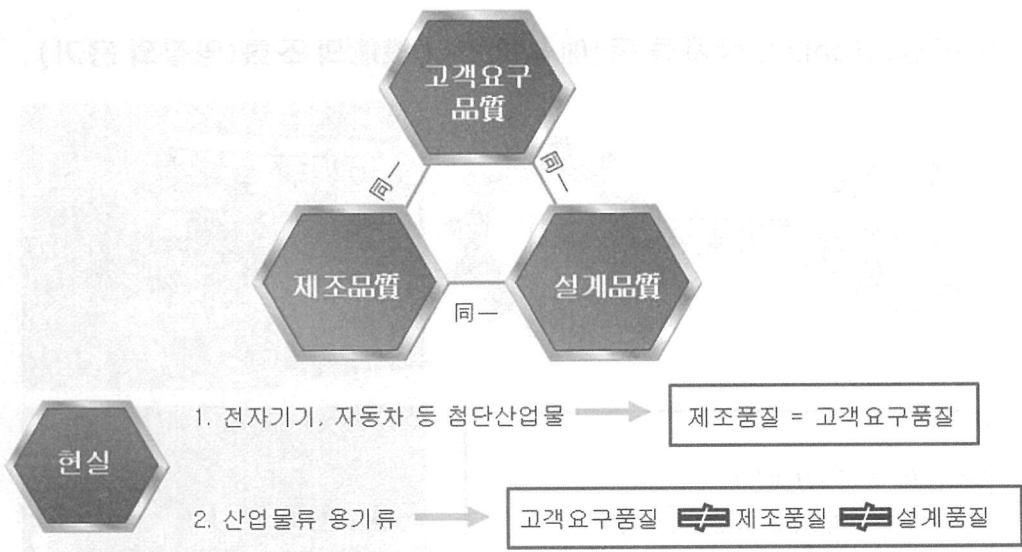 고객요구
품質
同一
同一
제조품質
설계품質
同一
현실
1. 전자기기, 자동차 등 첨단산업물
제조품질 = 고객요구품질
2. 산업물류 용기류
고객요구품질 ≠ 제조품질 ≠ 설계품질